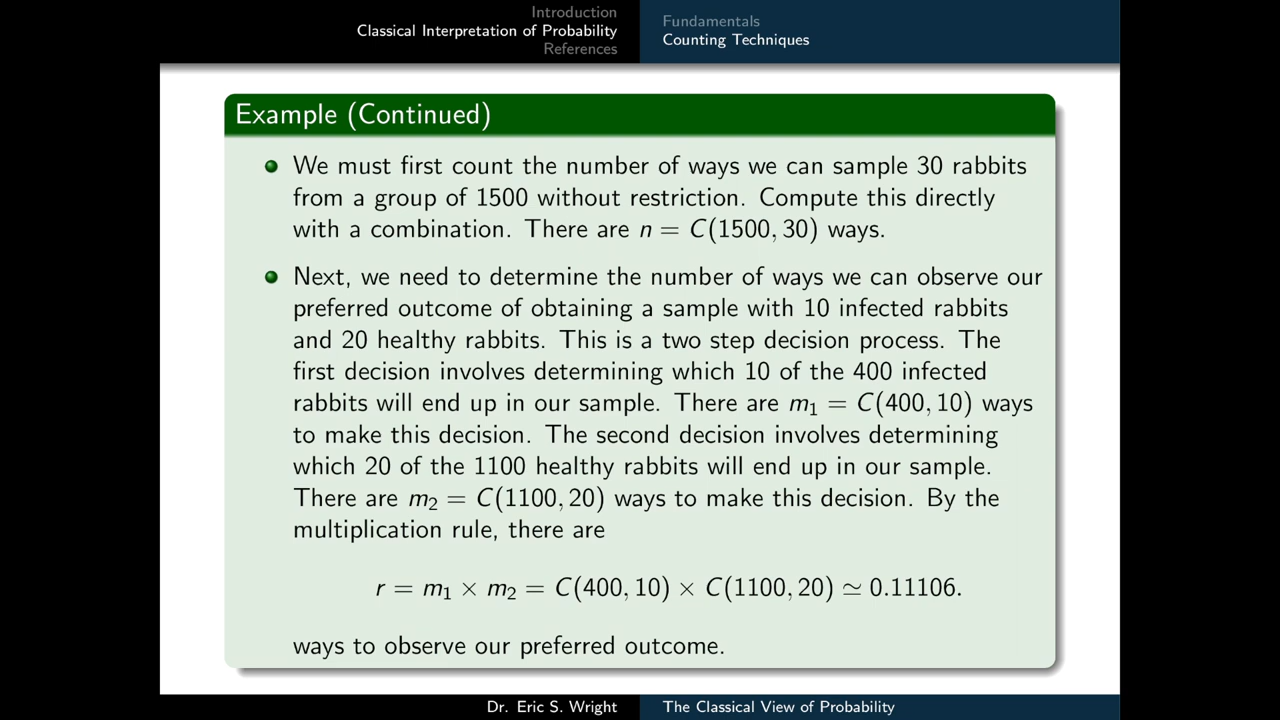 Introduction
Classical Interpretation of Probability
References
Fundamentals
Counting Techniques
Example (Continued)
We must first count the number of ways we can sample 30 rabbits
from a group of 1500 without restriction. Compute this directly
with a combination. There are n = C(1500, 30) ways.
Next, we need to determine the number of ways we can observe our
preferred outcome of obtaining a sample with 10 infected rabbits
and 20 healthy rabbits. This is a two step decision process. The
first decision involves determining which 10 of the 400 infected
rabbits will end up in our sample. There are m₁ = C(400, 10) ways
to make this decision. The second decision involves determining
which 20 of the 1100 healthy rabbits will end up in our sample.
There are m₂ = C(1100, 20) ways to make this decision. By the
multiplication rule, there are
r = m₁ × m₂ = C(400, 10) × C(1100, 20) ≃ 0.11106.
ways to observe our preferred outcome.
Dr. Eric S. Wright
The Classical View of Probability